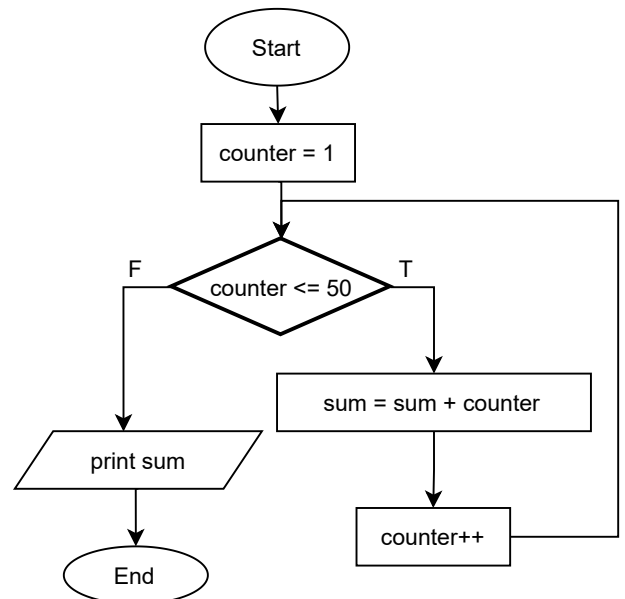 Start
counter = 1
counter <= 50
F
T
sum = sum + counter
print sum
counter++
End